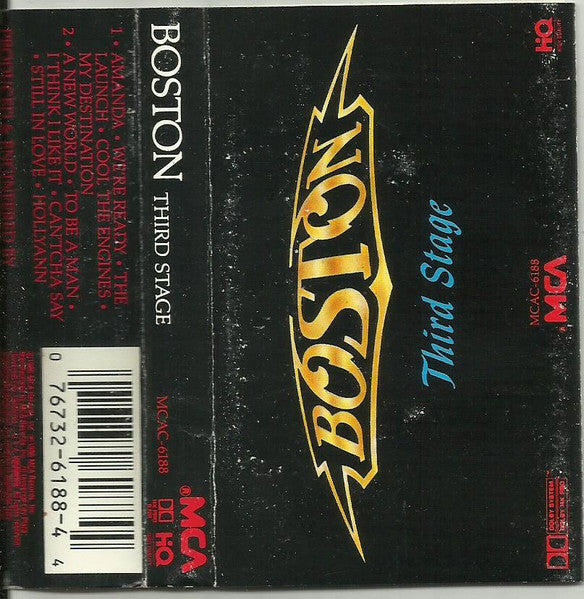 BOSTON
Third Stage
MCAC-6188
MCA
HQ
DOLBY SYSTEM
BOSTON THIRD STAGE
MCAC-6188
®MCA
HQ
1 • AMANDA • WE'RE READY • THE
LAUNCH • COOL THE ENGINES •
MY DESTINATION
2 • A NEW WORLD • TO BE A MAN •
I THINK I LIKE IT • CAN'TCHA SAY
• STILL IN LOVE • HOLLYANN
0 76732-6188-4 4